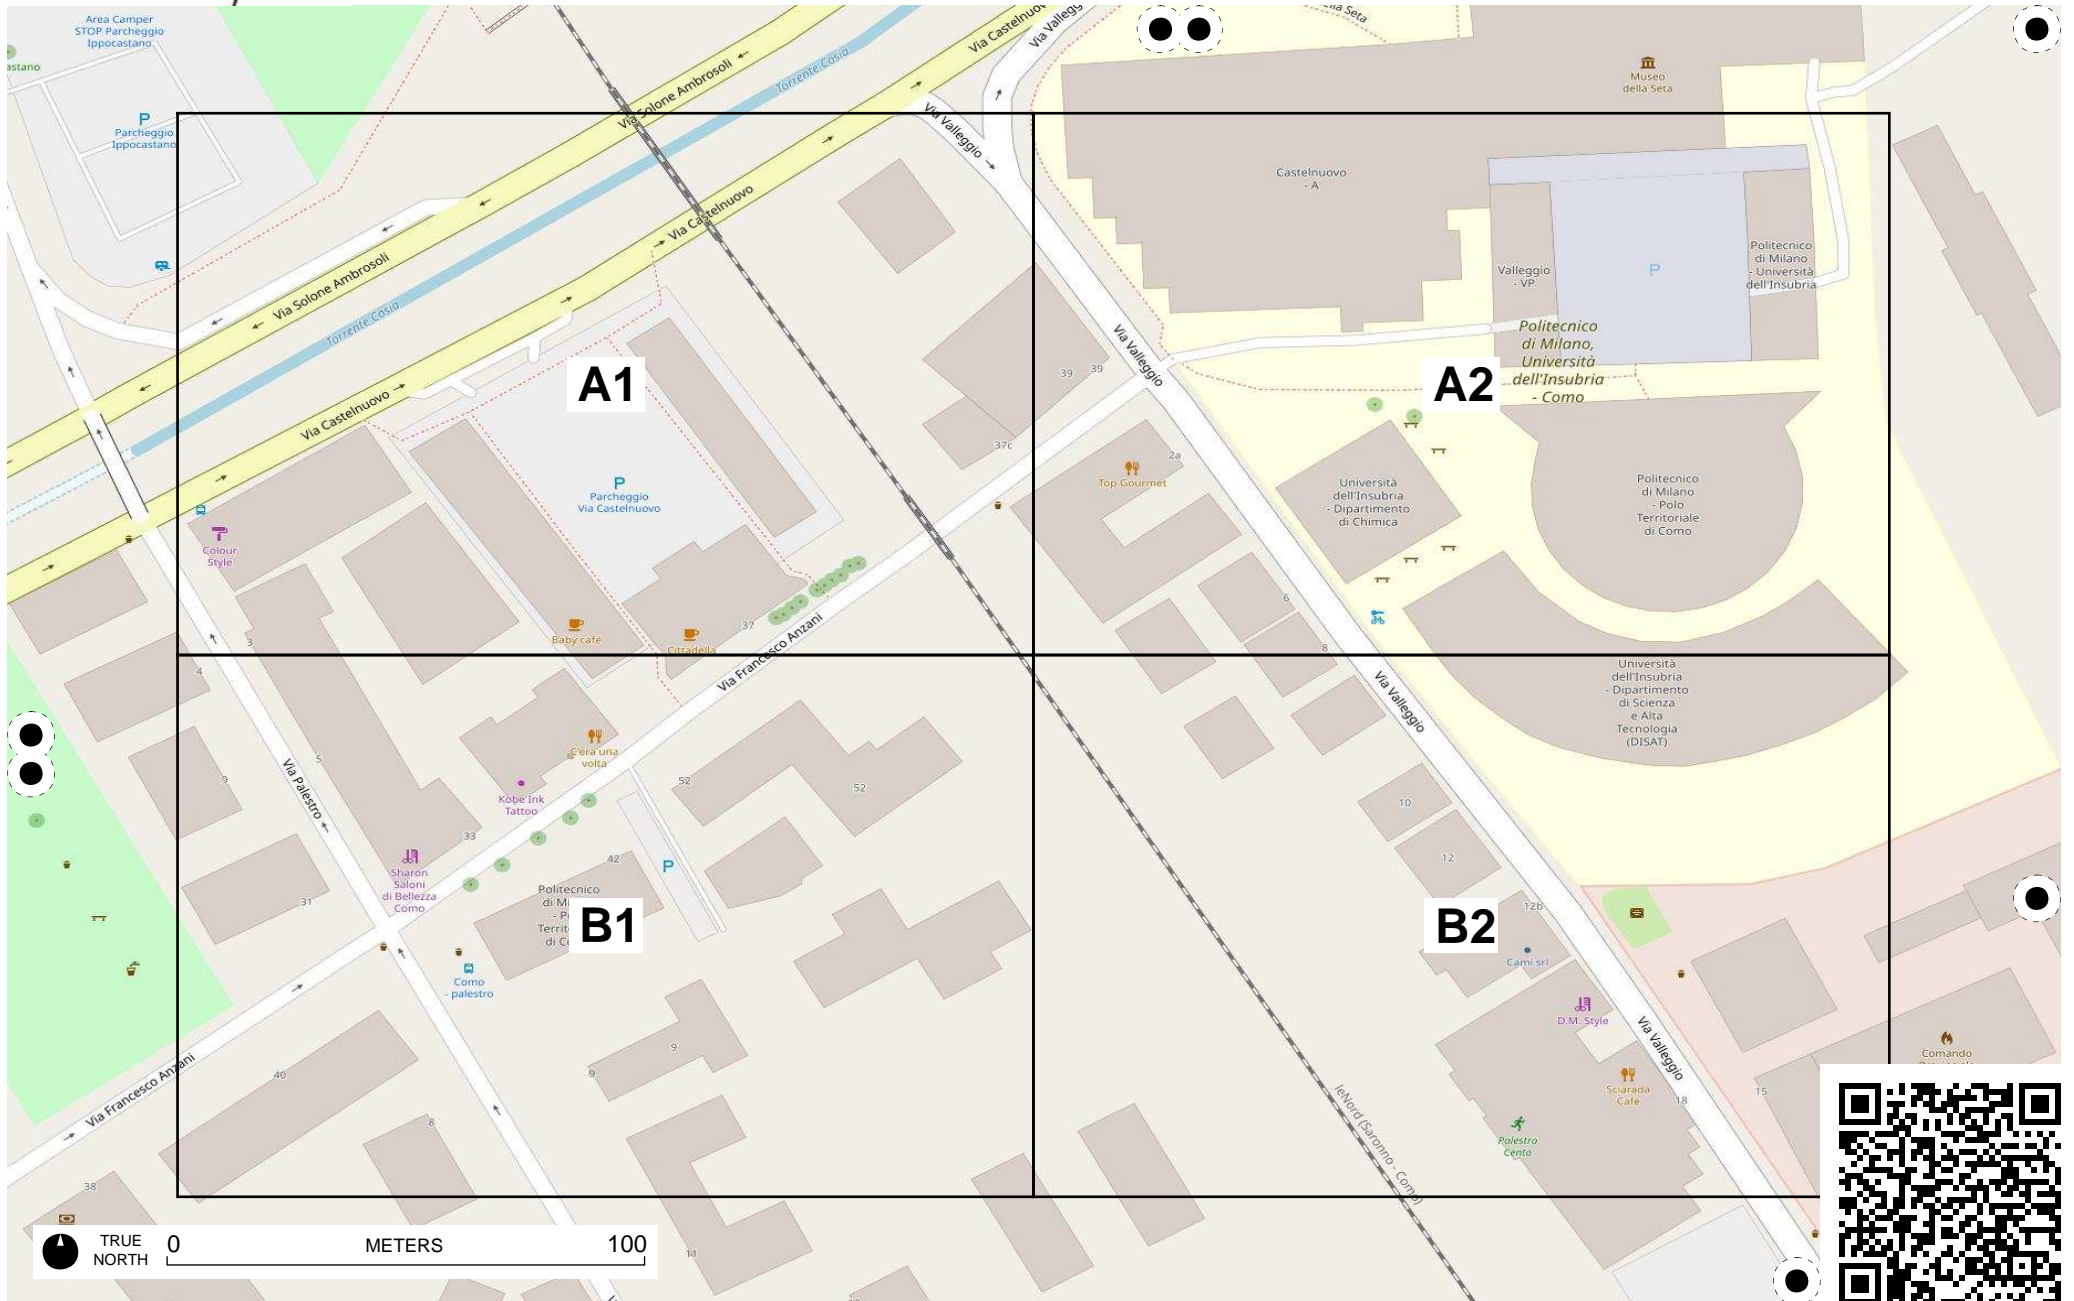 Area Camper
STOP Parcheggio
Ippocastano
astano
P
Parcheggio
Ippocastano
Via Solone Ambrosoli
Torrente Cosia
Via Castelnuovo
Via Valleggio
Via Valleggio
Museo
della Seta
Castelnuovo
- A
Via Castelnuovo
Via Solone Ambrosoli
Torrente Cosia
Via Castelnuovo
Valleggio
- VP
P
Politecnico
di Milano
- Università
dell'Insubria
Politecnico
di Milano,
Università
dell'Insubria
- Como
Via Valleggio
39
39
A1
A2
37c
2a
Top Gourmet
P
Parcheggio
Via Castelnuovo
Università
dell'Insubria
- Dipartimento
di Chimica
Politecnico
di Milano
- Polo
Territoriale
di Como
Colour
Style
6
8
Baby café
Cittadella
37
3
4
Via Francesco Anzani
Via Valleggio
Università
dell'Insubria
- Dipartimento
di Scienza
e Alta
Tecnologia
(DISAT)
C'era una
volta
Kobe Ink
Tattoo
5
9
Via Palestro
52
52
10
12
33
42
P
Sharon
Saloni
di Bellezza
Como
31
Politecnico
B1
B2
12b
Cami srl
Como
- palestro
D.M. Style
Via Valleggio
9
9
40
8
Via Francesco Anzani
Sciarada
Café
18
15
Comando
Palestra
Cento
leNord (Saronno - Como)
38
11
TRUE
NORTH
0
METERS
100